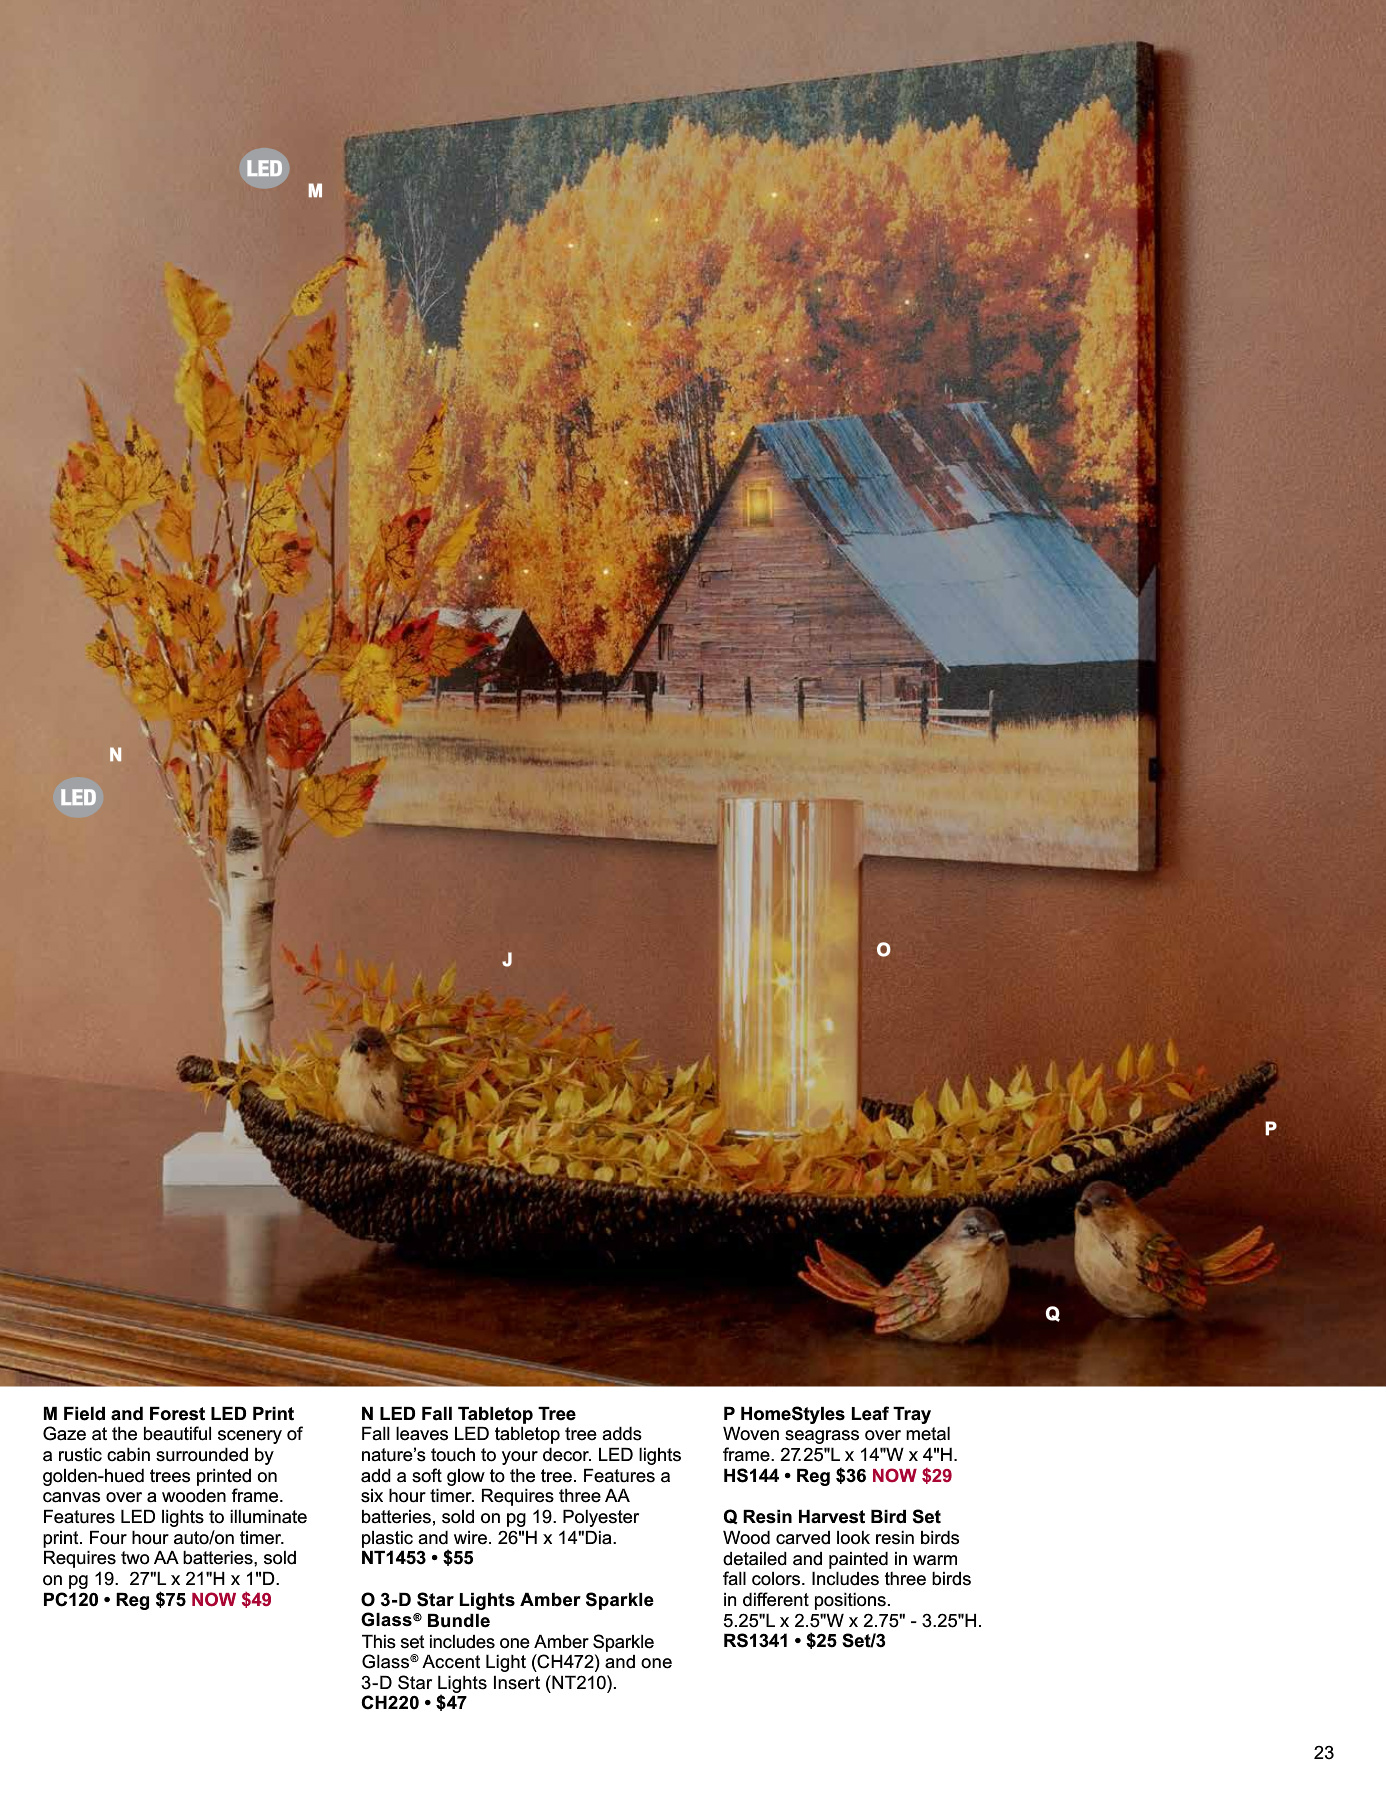 LED
M
N
LED
J
O
P
Q
M Field and Forest LED Print
Gaze at the beautiful scenery of
a rustic cabin surrounded by
golden-hued trees printed on
canvas over a wooden frame.
Features LED lights to illuminate
print. Four hour auto/on timer.
Requires two AA batteries, sold
on pg 19.  27"L x 21"H x 1"D.
PC120 • Reg $75 NOW $49
N LED Fall Tabletop Tree
Fall leaves LED tabletop tree adds
nature’s touch to your decor. LED lights
add a soft glow to the tree. Features a
six hour timer. Requires three AA
batteries, sold on pg 19. Polyester
plastic and wire. 26"H x 14"Dia.
NT1453 • $55
O 3-D Star Lights Amber Sparkle
Glass® Bundle
This set includes one Amber Sparkle
Glass® Accent Light (CH472) and one
3-D Star Lights Insert (NT210).
CH220 • $47
P HomeStyles Leaf Tray
Woven seagrass over metal
frame. 27.25"L x 14"W x 4"H.
HS144 • Reg $36 NOW $29
Q Resin Harvest Bird Set
Wood carved look resin birds
detailed and painted in warm
fall colors. Includes three birds
in different positions.
5.25"L x 2.5"W x 2.75" - 3.25"H.
RS1341 • $25 Set/3
23